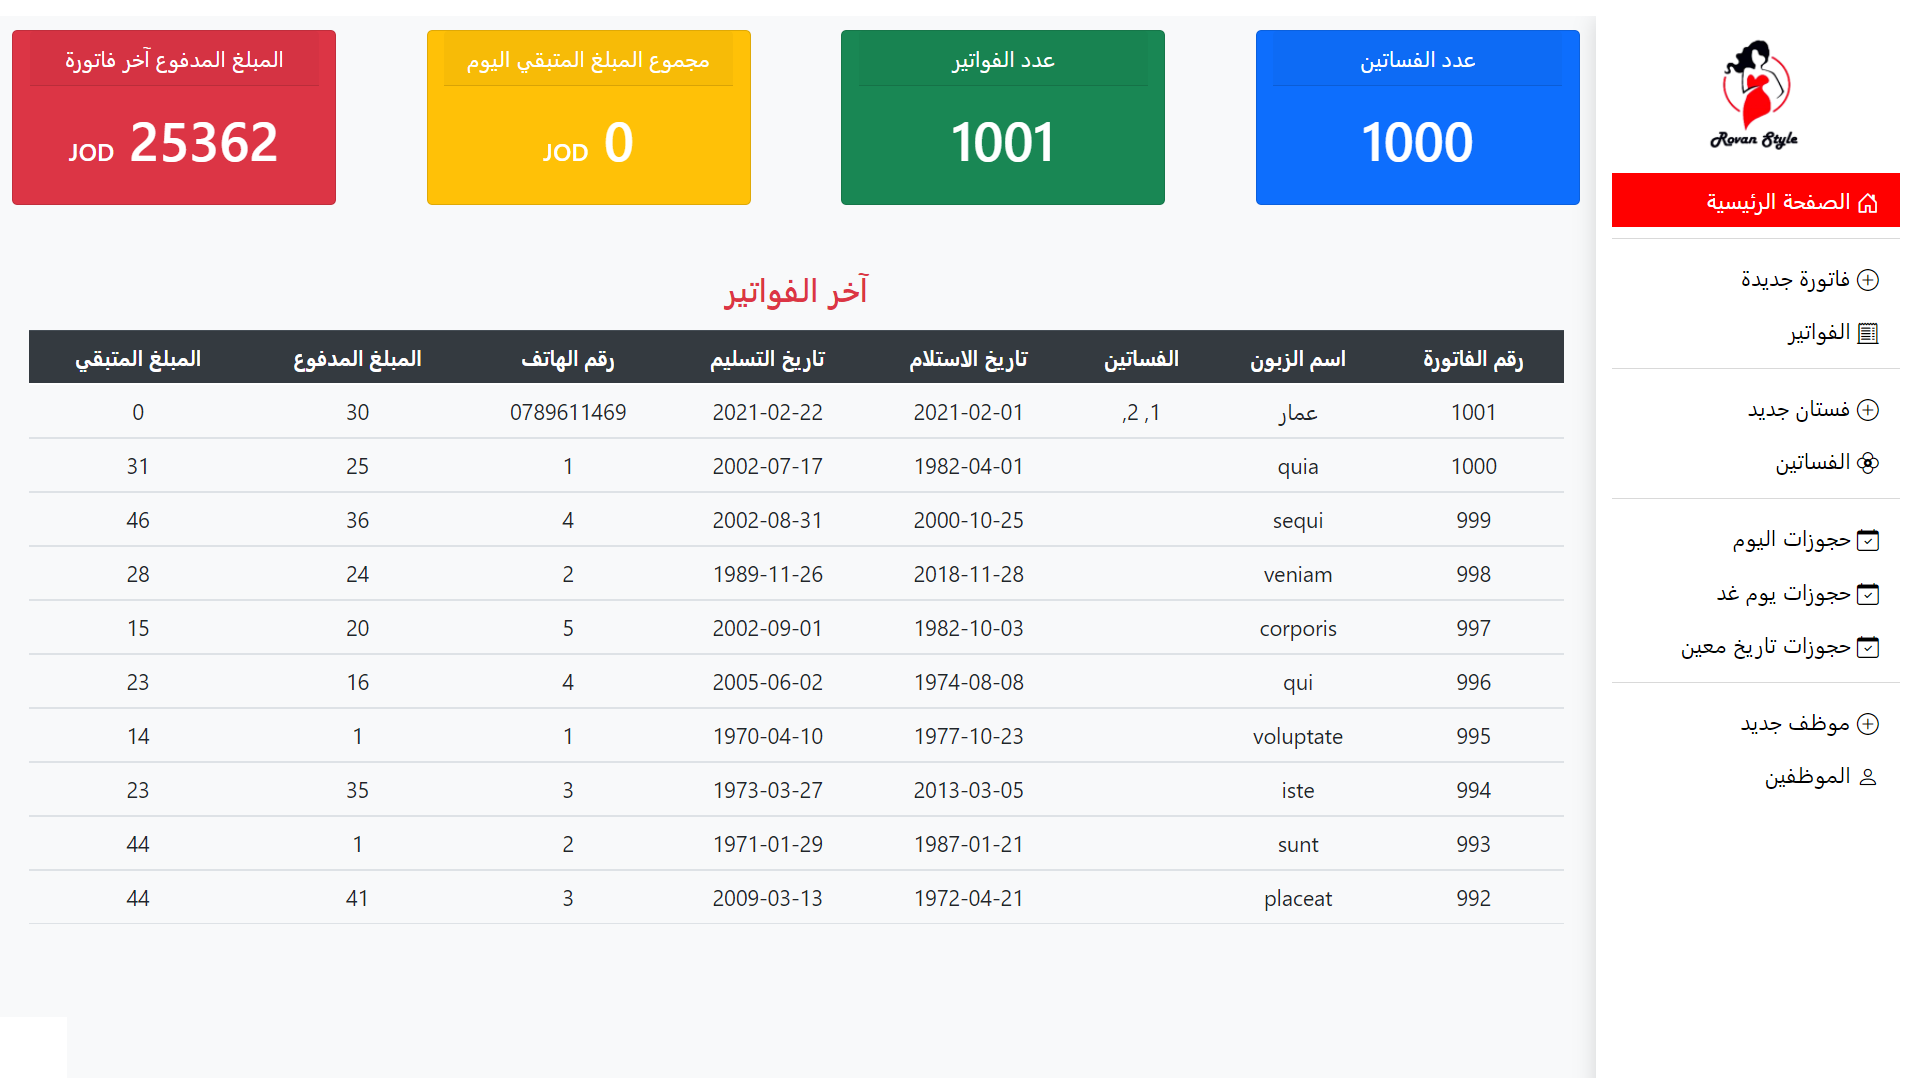 Rovan Style
الصفحة الرئيسية
فاتورة جديدة
الفواتير
فستان جديد
الفساتين
حجوزات اليوم
حجوزات يوم غد
حجوزات تاريخ معين
موظف جديد
الموظفين
عدد الفساتين
1000
عدد الفواتير
1001
مجموع المبلغ المتبقي اليوم
0 JOD
المبلغ المدفوع آخر فاتورة
25362 JOD
آخر الفواتير
رقم الفاتورة اسم الزبون الفساتين تاريخ الاستلام تاريخ التسليم رقم الهاتف المبلغ المدفوع المبلغ المتبقي
1001 عمار 1, 2, 2021-02-01 2021-02-22 0789611469 30 0
1000 quia 1982-04-01 2002-07-17 1 25 31
999 sequi 2000-10-25 2002-08-31 4 36 46
998 veniam 2018-11-28 1989-11-26 2 24 28
997 corporis 1982-10-03 2002-09-01 5 20 15
996 qui 1974-08-08 2005-06-02 4 16 23
995 voluptate 1977-10-23 1970-04-10 1 1 14
994 iste 2013-03-05 1973-03-27 3 35 23
993 sunt 1987-01-21 1971-01-29 2 1 44
992 placeat 1972-04-21 2009-03-13 3 41 44